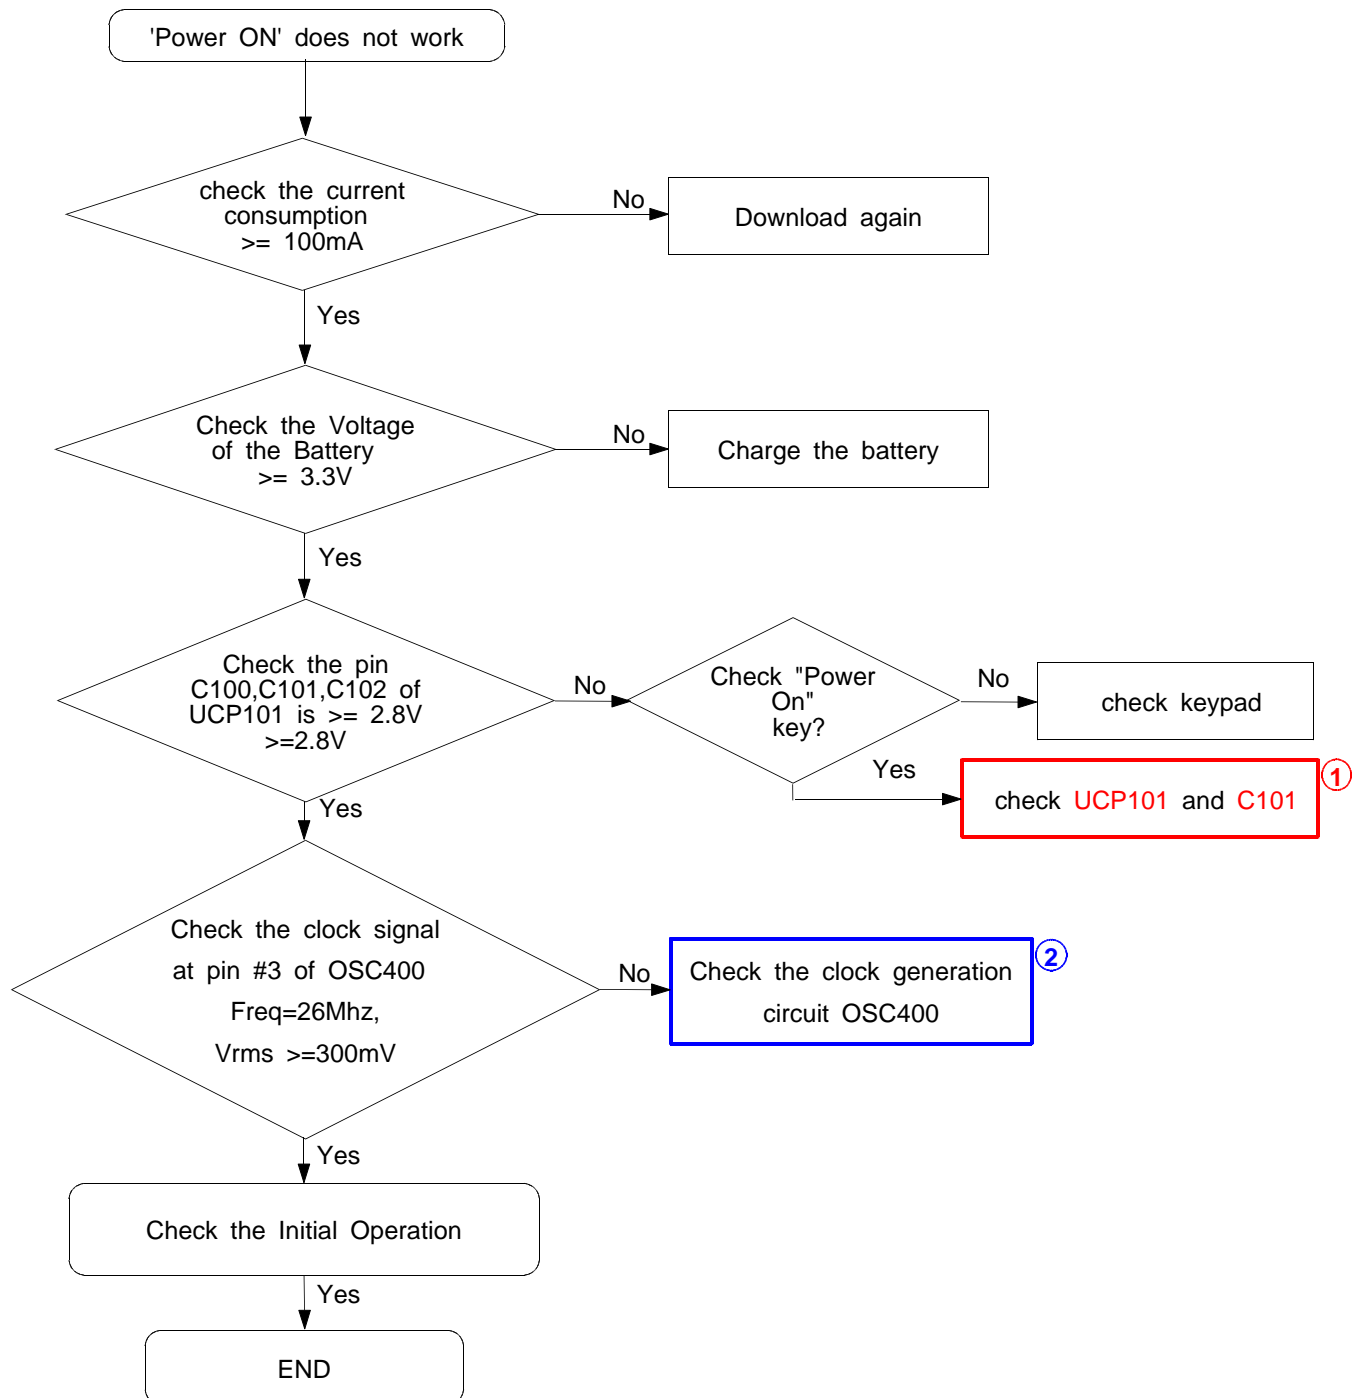 'Power ON' does not work
check the current
consumption
>= 100mA
No
Download again
Yes
Check the Voltage
of the Battery
>= 3.3V
No
Charge the battery
Yes
Check the pin
C100,C101,C102 of
UCP101 is >= 2.8V
>=2.8V
No
Check "Power
On"
key?
No
check keypad
Yes
check UCP101 and C101
1
Yes
Check the clock signal
at pin #3 of OSC400
Freq=26Mhz,
Vrms >=300mV
No
Check the clock generation
circuit OSC400
2
Yes
Check the Initial Operation
Yes
END